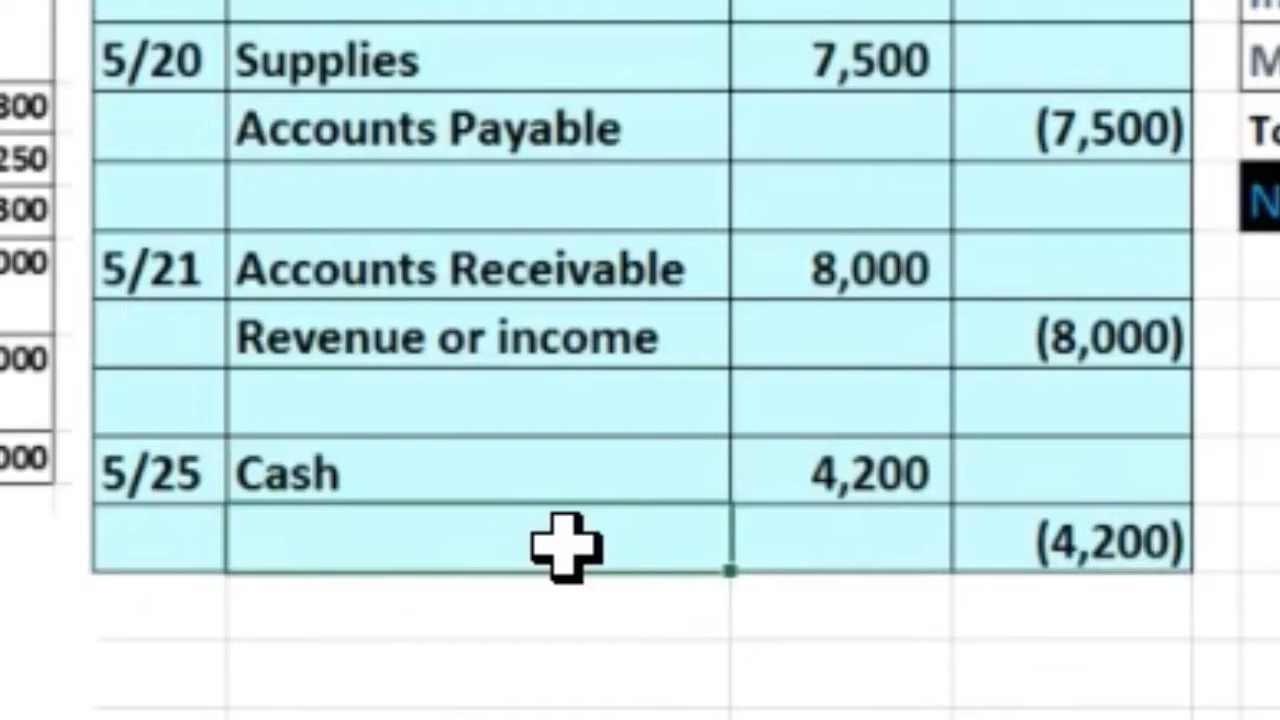 5/20 Supplies 7,500
Accounts Payable (7,500)
5/21 Accounts Receivable 8,000
Revenue or income (8,000)
5/25 Cash 4,200
(4,200)